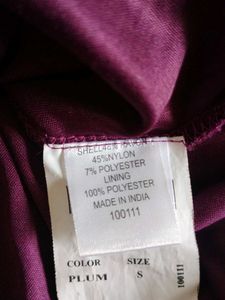 45%NYLON
7% POLYESTER
LINING
100% POLYESTER
MADE IN INDIA
100111
COLOR SIZE
PLUM S
100111